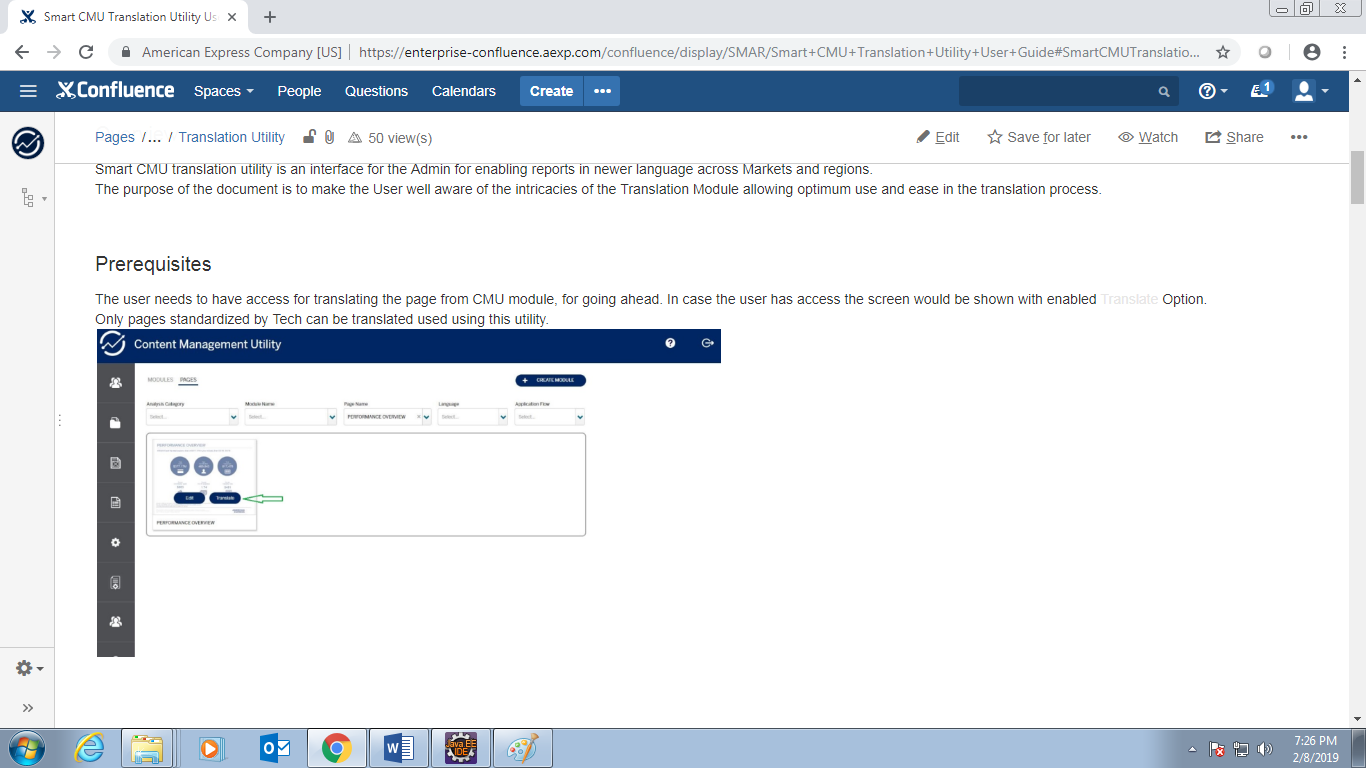 Smart CMU Translation Utility Us
American Express Company [US]
https://enterprise-confluence.aexp.com/confluence/display/SMAR/Smart+CMU+Translation+Utility+User+Guide#SmartCMUTranslatio...
Confluence
Spaces
People
Questions
Calendars
Create
1
Pages /... / Translation Utility
50 view(s)
Edit
Save for later
Watch
Share
Smart CMU translation utility is an interface for the Admin for enabling reports in newer language across Markets and regions.
The purpose of the document is to make the User well aware of the intricacies of the Translation Module allowing optimum use and ease in the translation process.
Prerequisites
The user needs to have access for translating the page from CMU module, for going ahead. In case the user has access the screen would be shown with enabled Translate Option.
Only pages standardized by Tech can be translated used using this utility.
Content Management Utility
MODULES PAGES
+ CREATE MODULE
Analysis Category
Module Name
Page Name
Language
Application Flow
Select...
Select...
PERFORMANCE OVERVIEW
Select...
Select...
PERFORMANCE OVERVIEW
Edit
Translate
PERFORMANCE OVERVIEW
Java EE
IDE
7:26 PM
2/8/2019